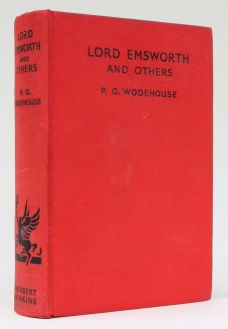 LORD
EMSWORTH
AND OTHERS
P. G.
WODEHOUSE
HERBERT
JENKINS
LORD EMSWORTH
AND OTHERS
P. G. WODEHOUSE